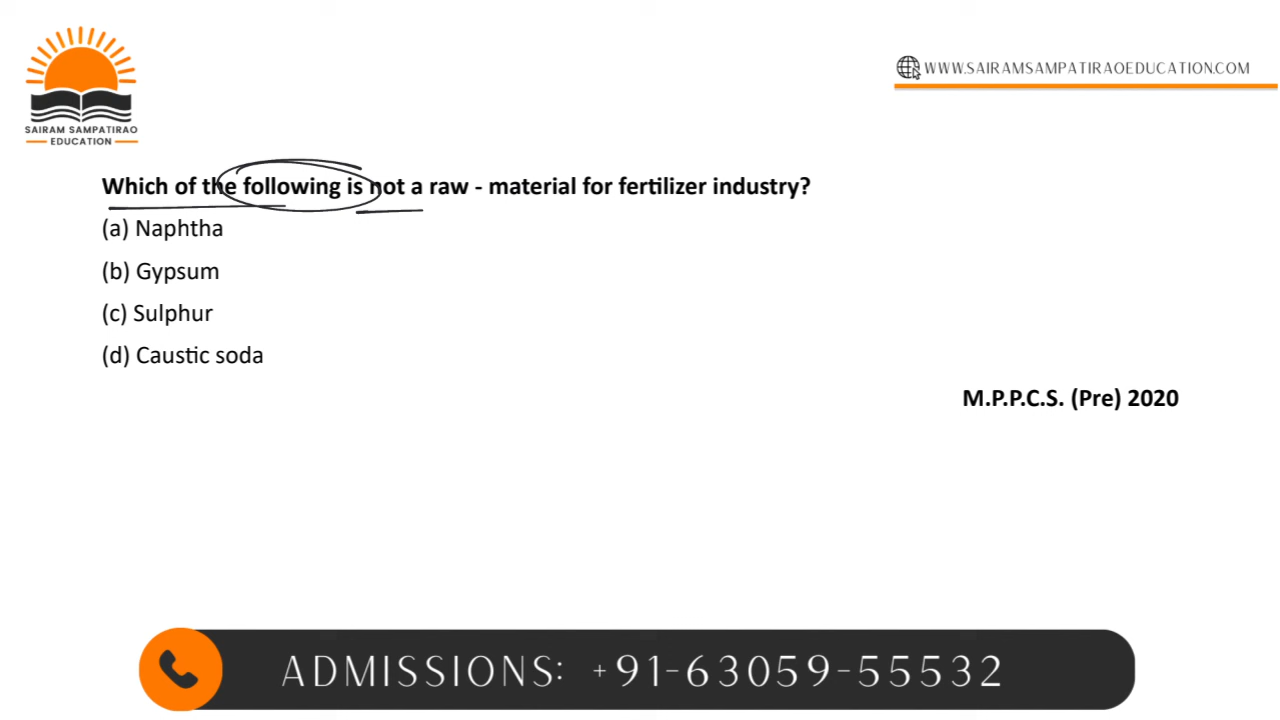 SAIRAM SAMPATIRAO
EDUCATION
WWW.SAIRAMSAMPATIRAOEDUCATION.COM
Which of the following is not a raw - material for fertilizer industry?
(a) Naphtha
(b) Gypsum
(c) Sulphur
(d) Caustic soda
M.P.P.C.S. (Pre) 2020
ADMISSIONS: +91-63059-55532